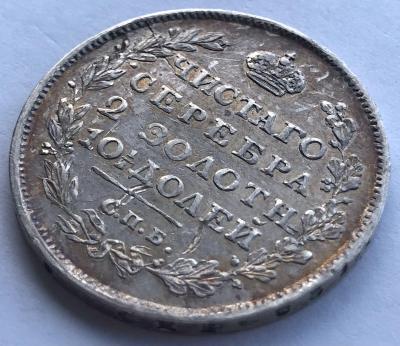 ЧИСТАГО
СЕРЕБРА
2 ЗОЛОТН.
10½ ДОЛЕЙ
С.П.Б.